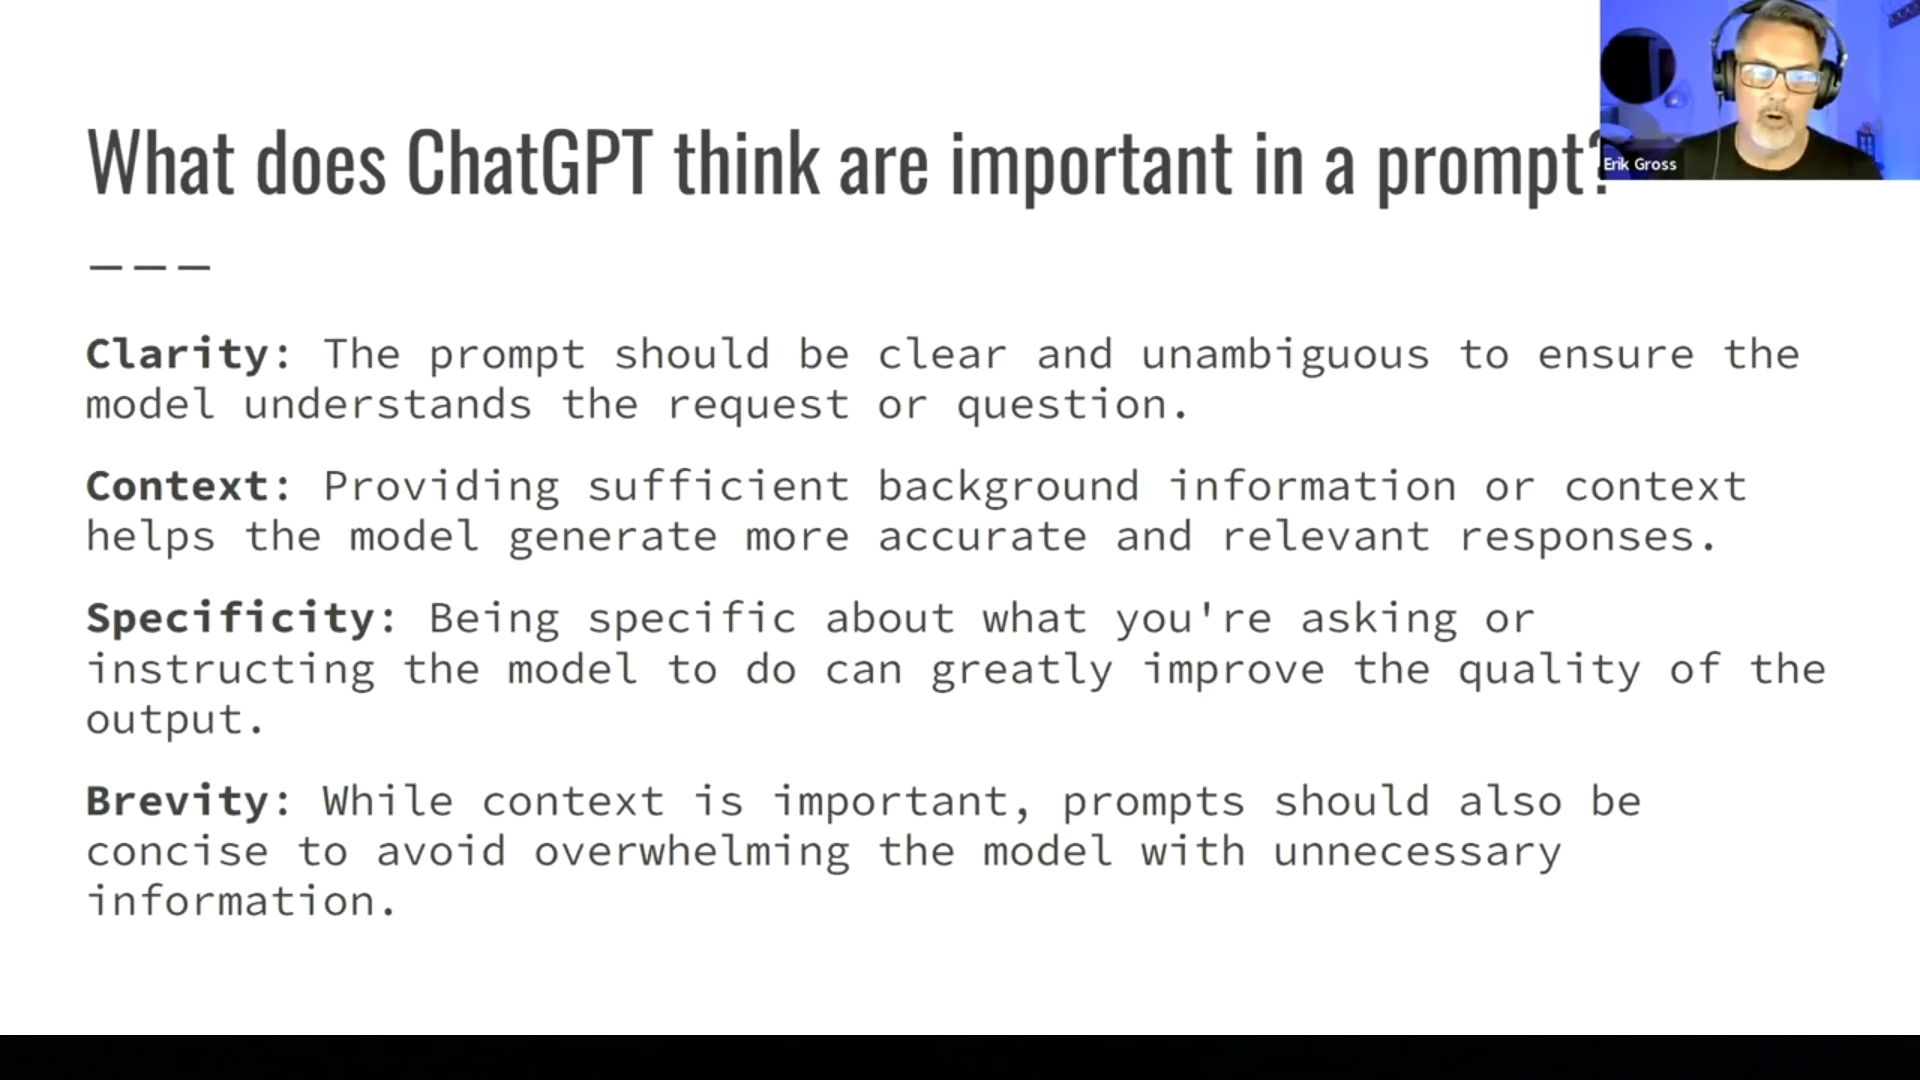 What does ChatGPT think are important in a prompt?
Erik Gross
Clarity: The prompt should be clear and unambiguous to ensure the
model understands the request or question.
Context: Providing sufficient background information or context
helps the model generate more accurate and relevant responses.
Specificity: Being specific about what you're asking or
instructing the model to do can greatly improve the quality of the
output.
Brevity: While context is important, prompts should also be
concise to avoid overwhelming the model with unnecessary
information.